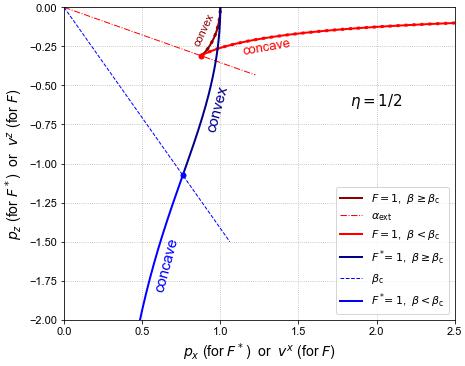 0.00
−0.25
−0.50
−0.75
−1.00
−1.25
−1.50
−1.75
−2.00
p_z (for F*) or v^z (for F)
convex
concave
convex
concave
η = 1/2
F = 1, β ≥ β_c
α_ext
F = 1, β < β_c
F* = 1, β ≥ β_c
β_c
F* = 1, β < β_c
0.0 0.5 1.0 1.5 2.0 2.5
p_x (for F*) or v^x (for F)